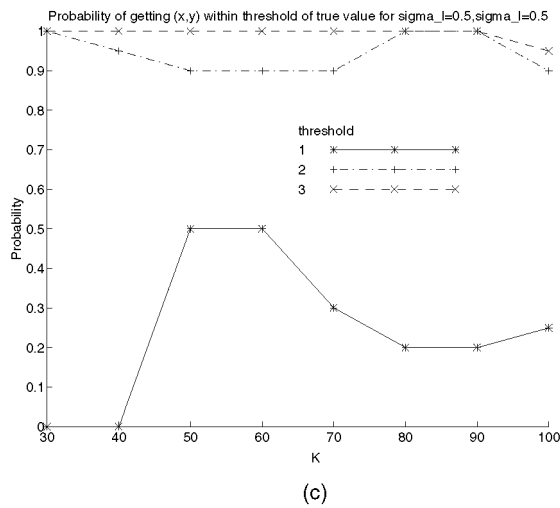 Probability of getting (x,y) within threshold of true value for sigma_l=0.5,sigma_l=0.5
1
0.9
0.8
0.7
0.6
0.5
0.4
0.3
0.2
0.1
0
Probability
threshold
1
2
3
30 40 50 60 70 80 90 100
K
(c)